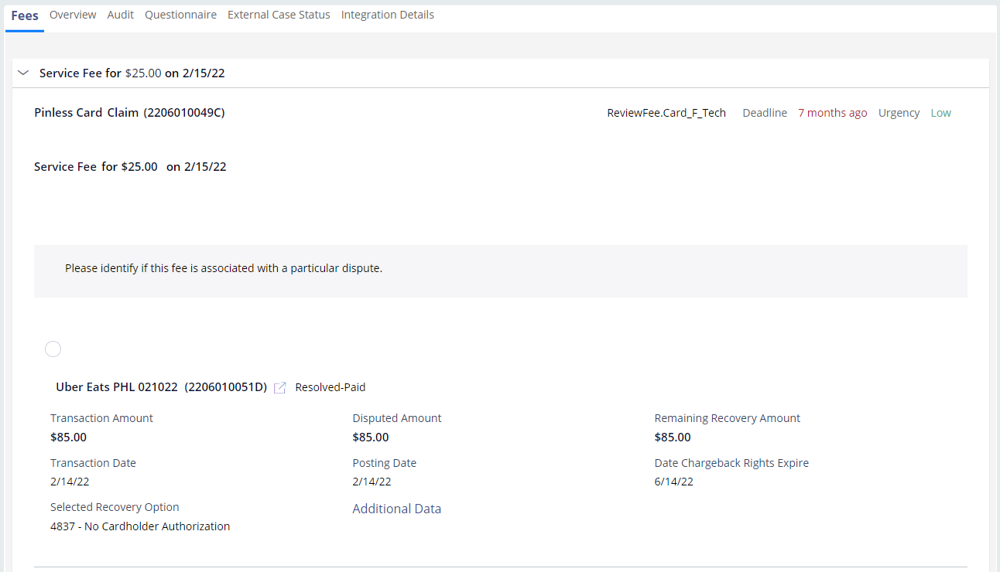 Fees Overview Audit Questionnaire External Case Status Integration Details
Service Fee for $25.00 on 2/15/22
Pinless Card Claim (2206010049C) ReviewFee.Card_F_Tech Deadline 7 months ago Urgency Low
Service Fee for $25.00 on 2/15/22
Please identify if this fee is associated with a particular dispute.
Uber Eats PHL 021022 (2206010051D) Resolved-Paid
Transaction Amount Disputed Amount Remaining Recovery Amount
$85.00 $85.00 $85.00
Transaction Date Posting Date Date Chargeback Rights Expire
2/14/22 2/14/22 6/14/22
Selected Recovery Option Additional Data
4837 - No Cardholder Authorization